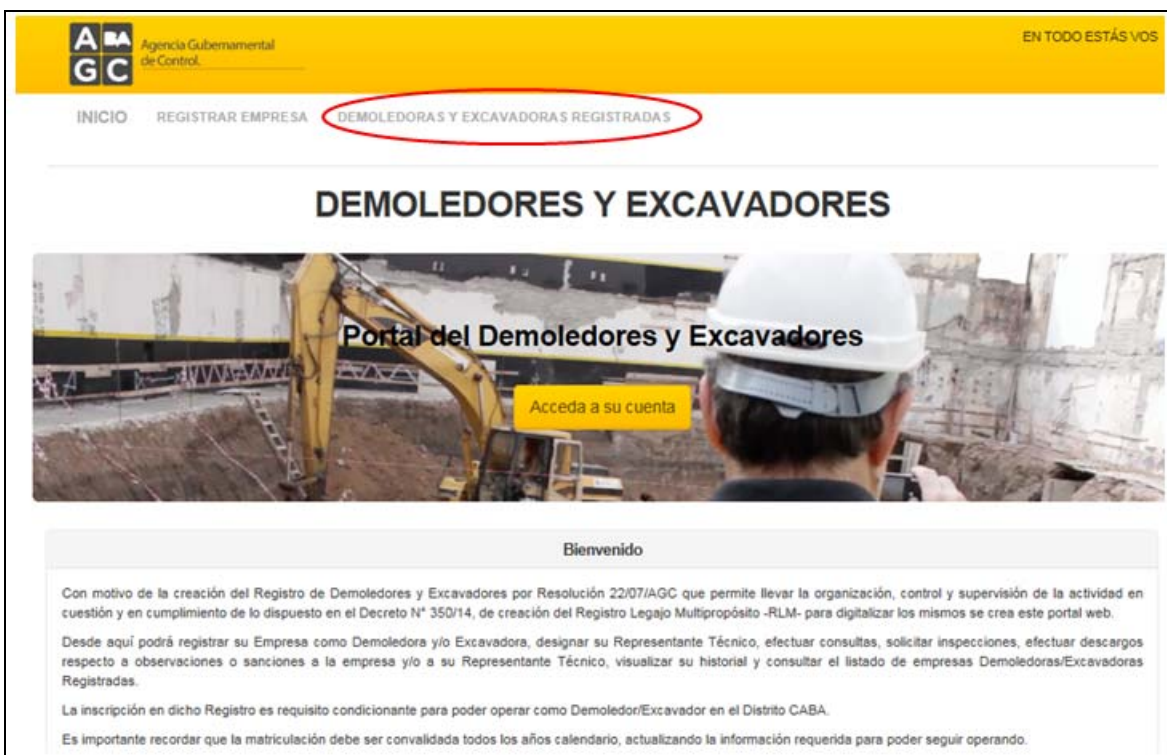 A BA
G C
Agencia Gubernamental
de Control.
EN TODO ESTÁS VOS
INICIO REGISTRAR EMPRESA DEMOLEDORAS Y EXCAVADORAS REGISTRADAS
DEMOLEDORES Y EXCAVADORES
Portal del Demoledores y Excavadores
Acceda a su cuenta
Bienvenido
Con motivo de la creación del Registro de Demoledores y Excavadores por Resolución 22/07/AGC que permite llevar la organización, control y supervisión de la actividad en
cuestión y en cumplimiento de lo dispuesto en el Decreto N° 350/14, de creación del Registro Legajo Multipropósito -RLM- para digitalizar los mismos se crea este portal web.
Desde aquí podrá registrar su Empresa como Demoledora y/o Excavadora, designar su Representante Técnico, efectuar consultas, solicitar inspecciones, efectuar descargos
respecto a observaciones o sanciones a la empresa y/o a su Representante Técnico, visualizar su historial y consultar el listado de empresas Demoledoras/Excavadoras
Registradas.
La inscripción en dicho Registro es requisito condicionante para poder operar como Demoledor/Excavador en el Distrito CABA.
Es importante recordar que la matriculación debe ser convalidada todos los años calendario, actualizando la información requerida para poder seguir operando.